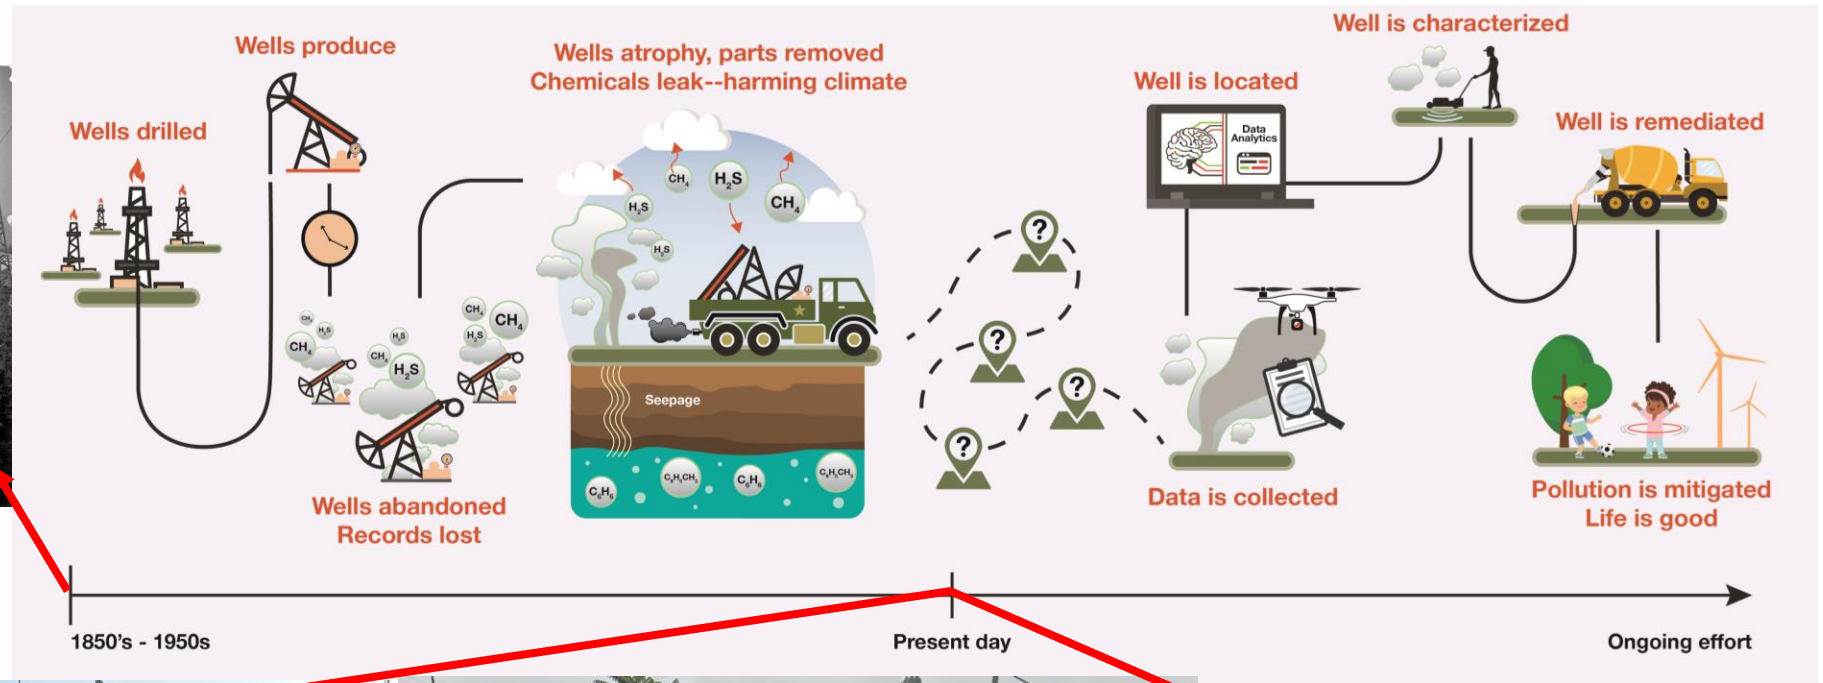 Wells drilled
Wells produce
CH₄
H₂S
CH₄
CH₄
H₂S
H₂S
CH₄
H₂S
CH₄
Wells abandoned
Records lost
Wells atrophy, parts removed
Chemicals leak--harming climate
CH₄
H₂S
CH₄
H₂S
H₂S
Seepage
C₆H₆
C₆H₅CH₃
C₆H₆
C₆H₅CH₃
?
?
?
?
Data is collected
Well is located
Data
Analytics
Well is characterized
Well is remediated
Pollution is mitigated
Life is good
1850's - 1950s
Present day
Ongoing effort